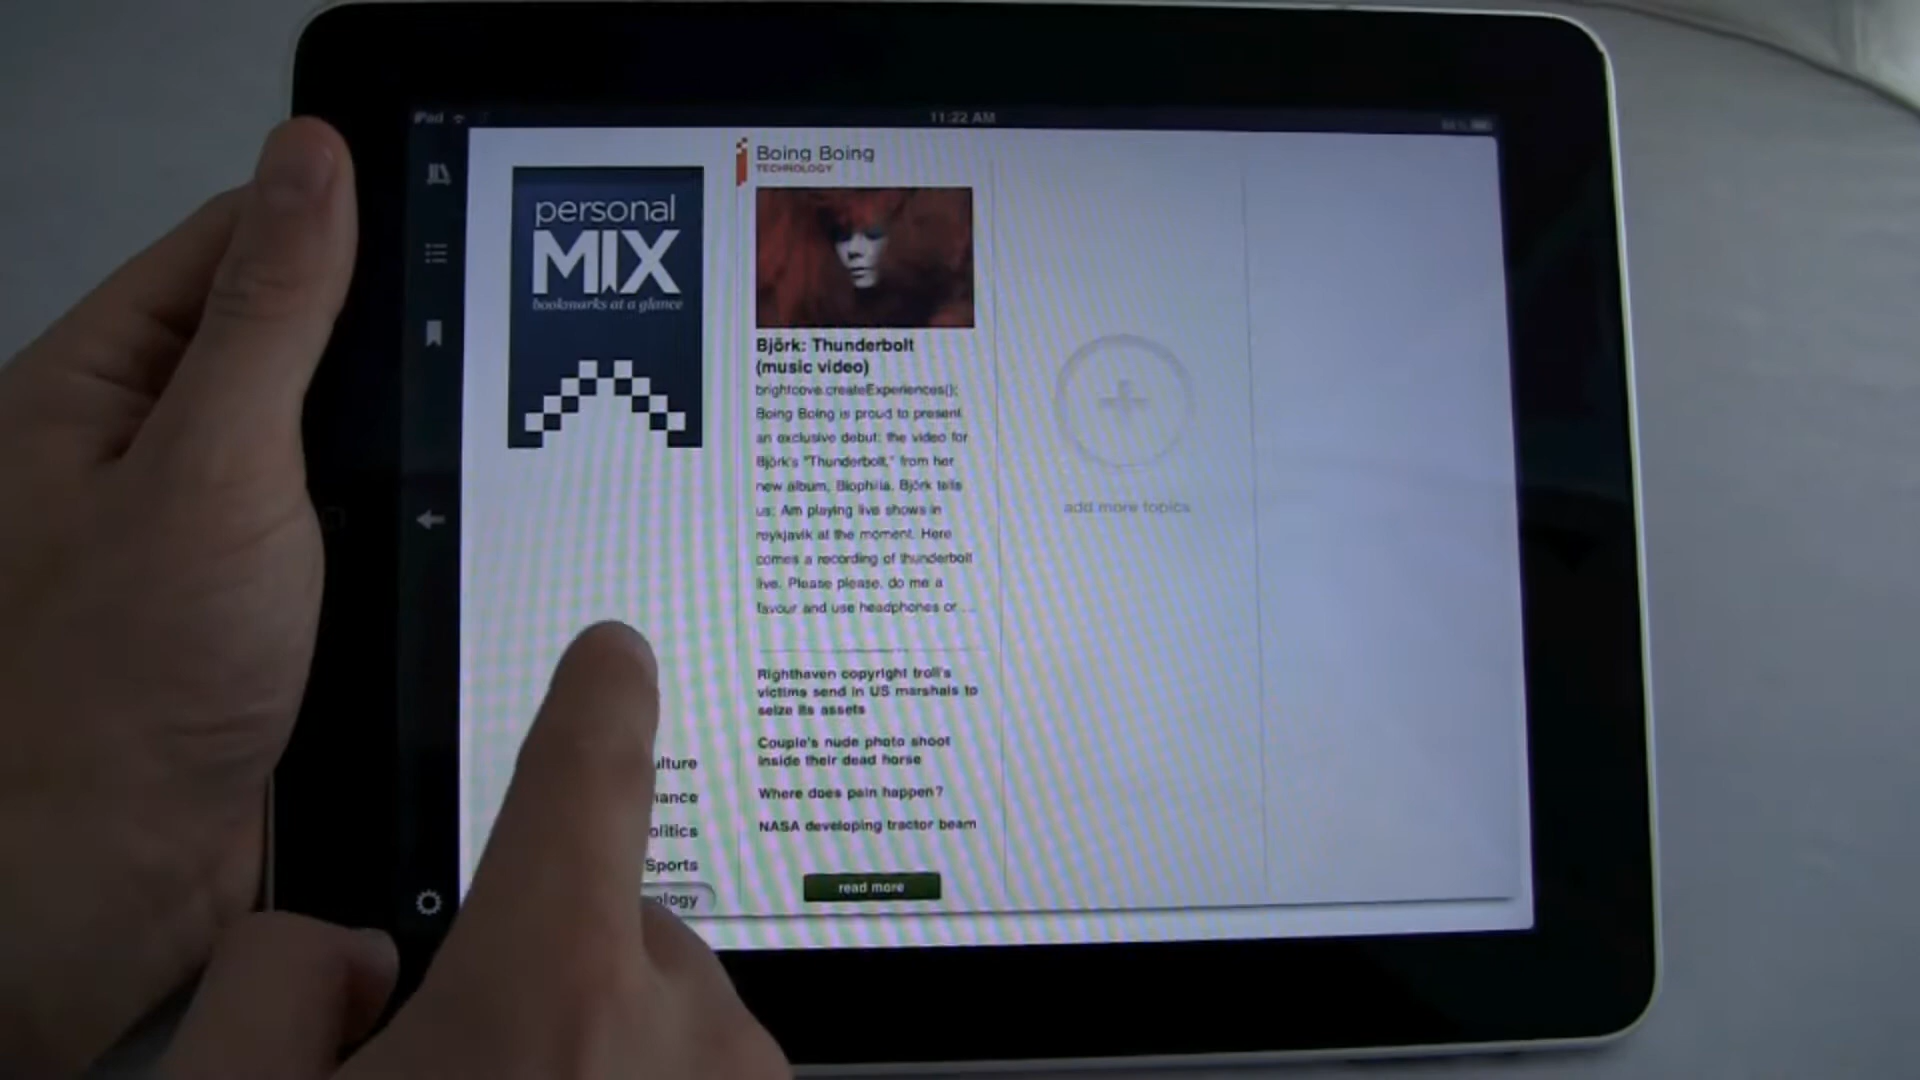 iPad
11:22 AM
personal
MIX
bookmarks at a glance
Boing Boing
TECHNOLOGY
Björk: Thunderbolt
(music video)
brightcove.createExperiences();
Boing Boing is proud to present
an exclusive debut: the video for
Björk's "Thunderbolt," from her
new album, Biophilia. Björk tells
us: Am playing live shows in
reykjavik at the moment. Here
comes a recording of thunderbolt
live. Please please, do me a
favour and use headphones or ...
Righthaven copyright troll's
victims send in US marshals to
seize its assets
Couple's nude photo shoot
inside their dead horse
Where does pain happen?
NASA developing tractor beam
read more
add more topics
ulture
nance
olitics
Sports
ology